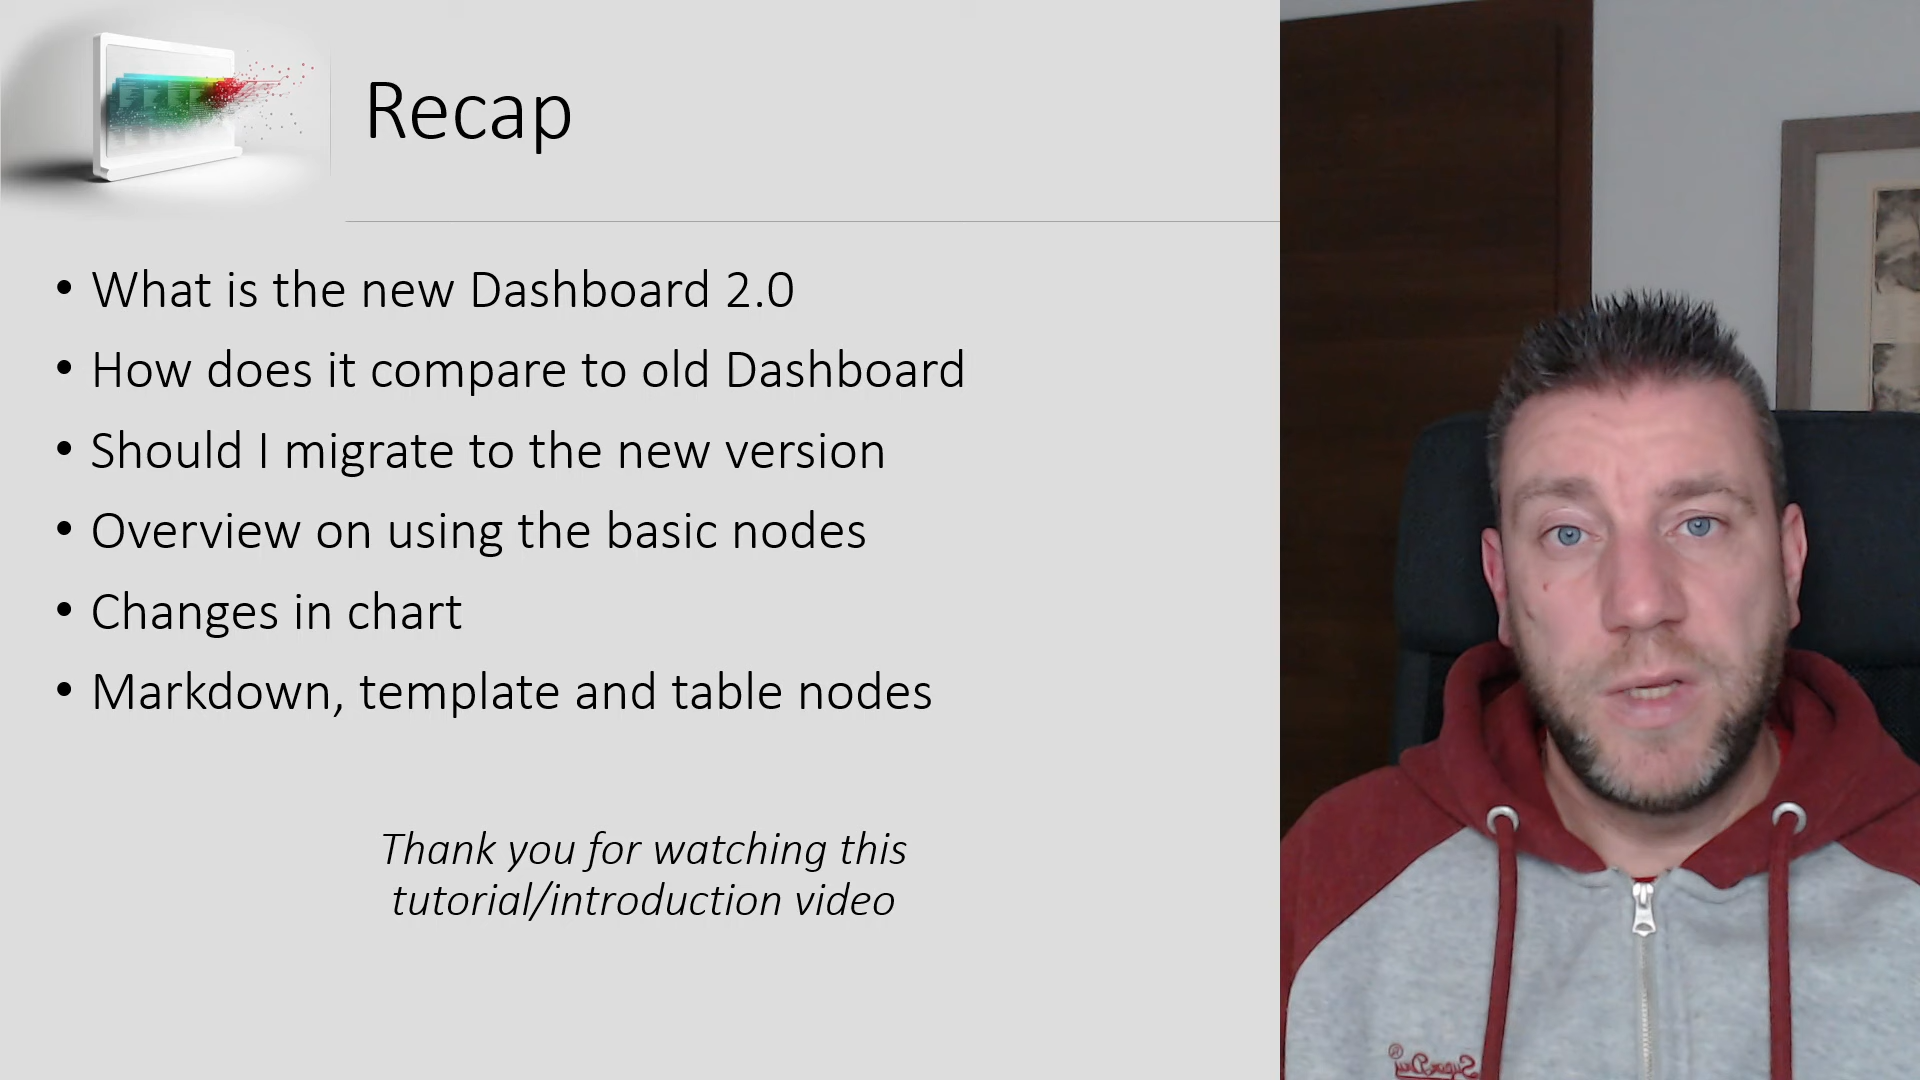 Recap
• What is the new Dashboard 2.0
• How does it compare to old Dashboard
• Should I migrate to the new version
• Overview on using the basic nodes
• Changes in chart
• Markdown, template and table nodes
Thank you for watching this
tutorial/introduction video
SuperDry®